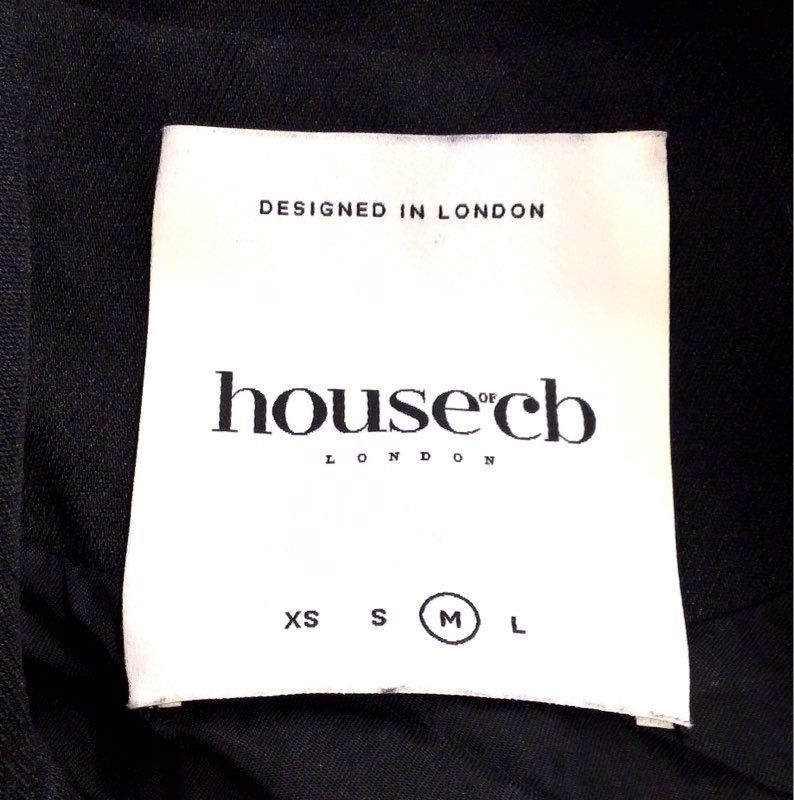 DESIGNED IN LONDON
house OF cb
LONDON
XS S M L